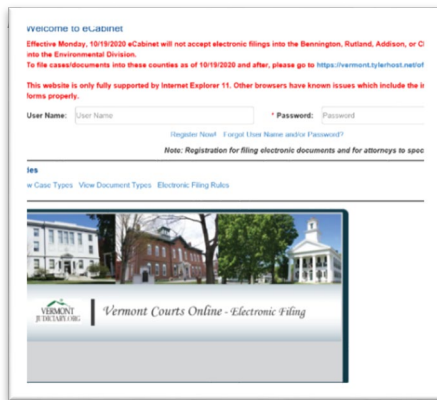 Welcome to eCabinet
Effective Monday, 10/19/2020 eCabinet will not accept electronic filings into the Bennington, Rutland, Addison, or C
into the Environmental Division.
To file cases/documents into these counties as of 10/19/2020 and after, please go to https://vermont.tylerhost.net/of
This website is only fully supported by Internet Explorer 11. Other browsers have known issues which include the i
forms properly.
User Name: User Name * Password: Password
Register Now! Forgot User Name and/or Password?
Note: Registration for filing electronic documents and for attorneys to spec
les
w Case Types View Document Types Electronic Filing Rules
VERMONT
JUDICIARY.ORG
Vermont Courts Online - Electronic Filing